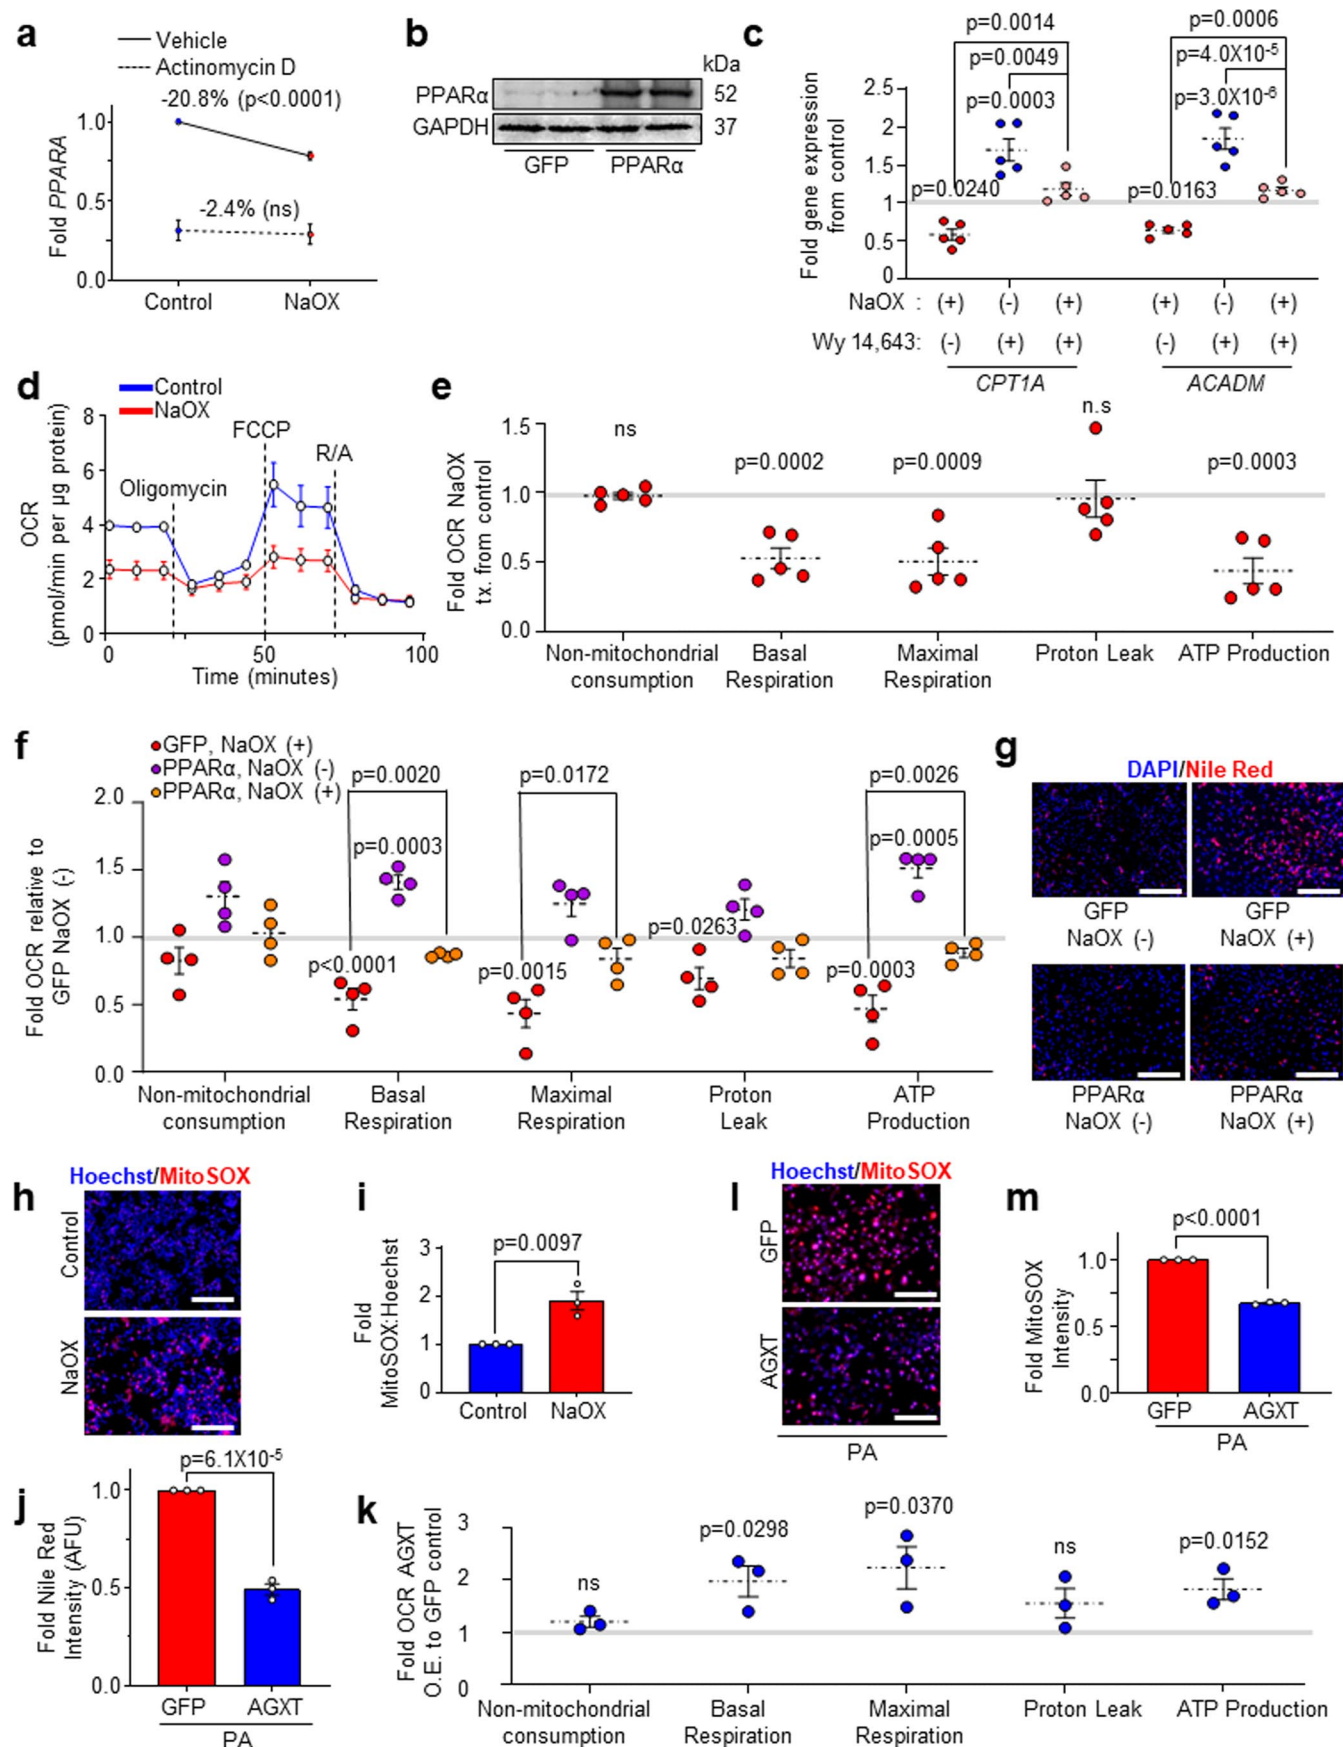 a
Vehicle
Actinomycin D
-20.8% (p<0.0001)
-2.4% (ns)
Fold PPARA
1.0
0.5
0.0
Control
NaOX
b
kDa
PPARα
52
GAPDH
37
GFP
PPARα
c
p=0.0014
p=0.0049
p=0.0003
p=0.0240
p=0.0006
p=4.0X10-5
p=3.0X10-6
p=0.0163
Fold gene expression
from control
2.5
2
1.5
1
0.5
0
NaOX : (+) (-) (+) (+) (-) (+)
Wy 14,643: (-) (+) (+) (-) (+) (+)
CPT1A
ACADM
d
Control
NaOX
Oligomycin
FCCP
R/A
OCR
(pmol/min per µg protein)
8
6
4
2
0
0
50
100
Time (minutes)
e
Fold OCR NaOX
tx. from control
1.5
1.0
0.5
0.0
ns
p=0.0002
p=0.0009
n.s
p=0.0003
Non-mitochondrial
consumption
Basal
Respiration
Maximal
Respiration
Proton Leak
ATP Production
f
GFP, NaOX (+)
PPARα, NaOX (-)
PPARα, NaOX (+)
Fold OCR relative to
GFP NaOX (-)
2.0
1.5
1.0
0.5
0.0
p=0.0020
p=0.0003
p<0.0001
p=0.0172
p=0.0015
p=0.0263
p=0.0026
p=0.0005
p=0.0003
Non-mitochondrial
consumption
Basal
Respiration
Maximal
Respiration
Proton
Leak
ATP
Production
g
DAPI/Nile Red
GFP
NaOX (-)
GFP
NaOX (+)
PPARα
NaOX (-)
PPARα
NaOX (+)
h
Hoechst/MitoSOX
Control
NaOX
i
Fold
MitoSOX:Hoechst
3
2
1
0
p=0.0097
Control
NaOX
l
Hoechst/MitoSOX
GFP
AGXT
PA
m
Fold MitoSOX
Intensity
p<0.0001
1.0
0.5
0.0
GFP
AGXT
PA
j
Fold Nile Red
Intensity (AFU)
p=6.1X10-5
1.0
0.5
0.0
GFP
AGXT
PA
k
Fold OCR AGXT
O.E. to GFP control
3
2
1
0
ns
p=0.0298
p=0.0370
ns
p=0.0152
Non-mitochondrial
consumption
Basal
Respiration
Maximal
Respiration
Proton Leak
ATP Production